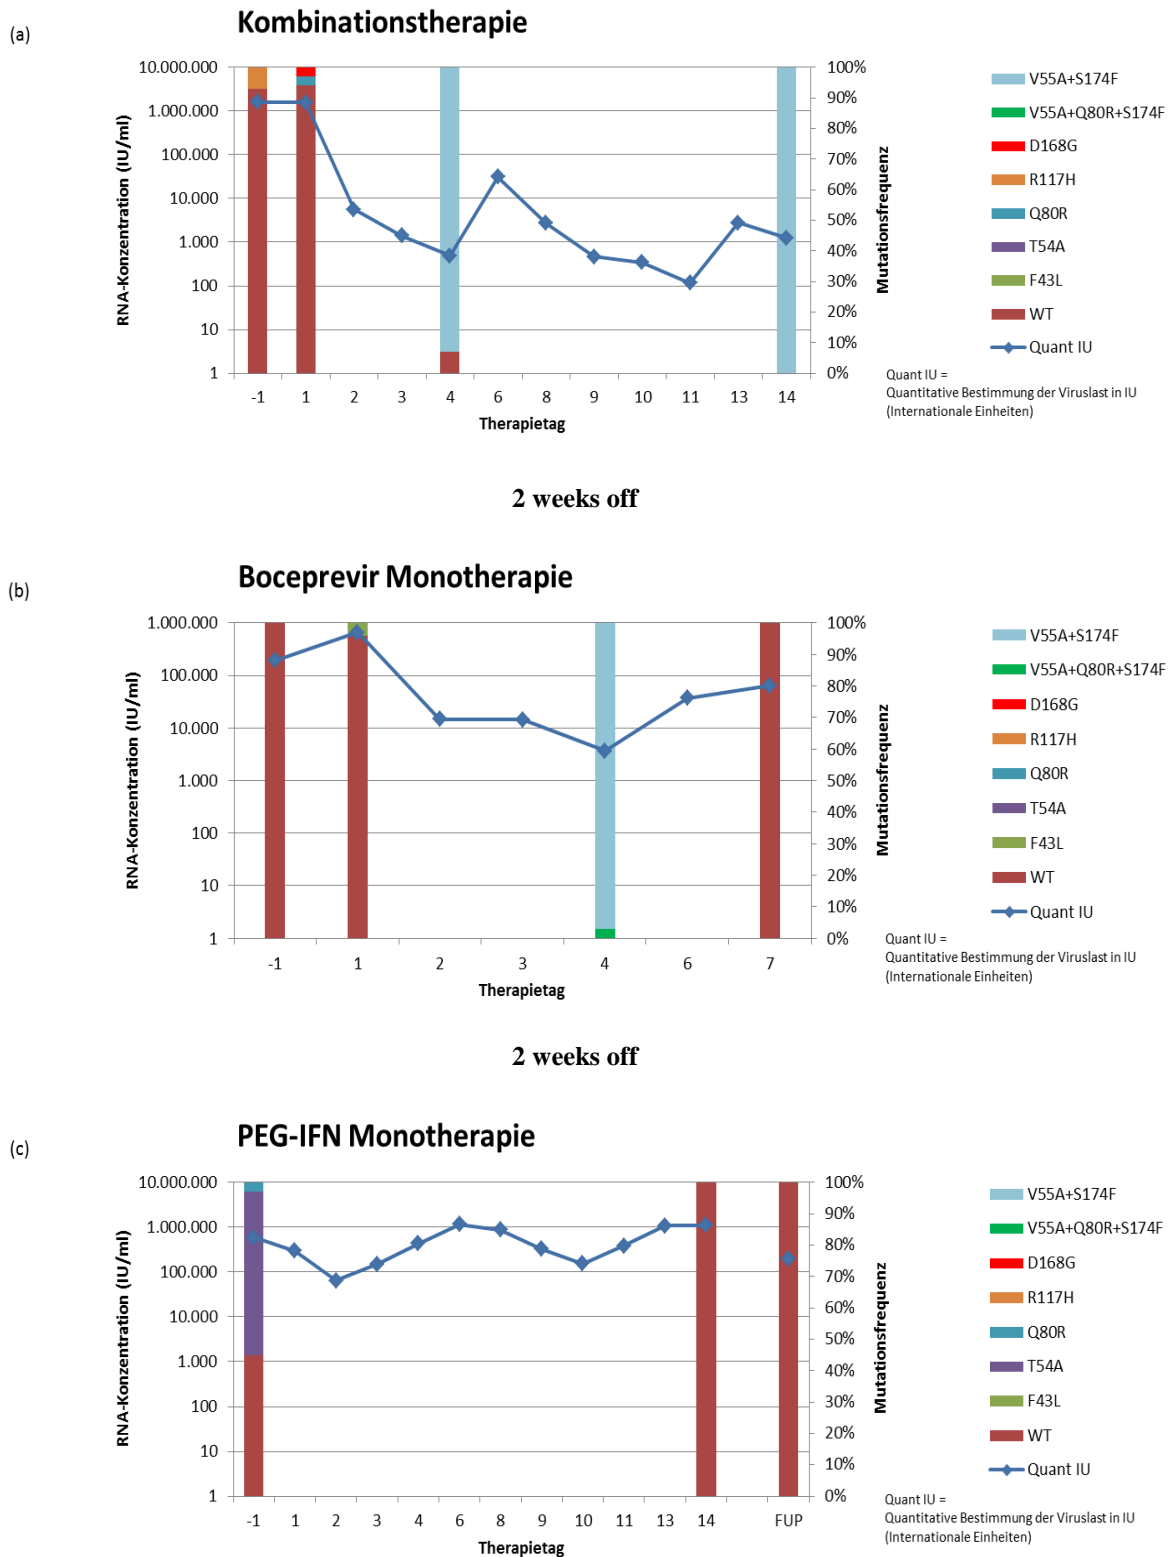 (a)
Kombinationstherapie
RNA-Konzentration (IU/ml)
10.000.000
1.000.000
100.000
10.000
1.000
100
10
1
100%
90%
80%
70%
60%
50%
40%
30%
20%
10%
0%
Mutationsfrequenz
-1 1 2 3 4 6 8 9 10 11 13 14
Therapietag
V55A+S174F
V55A+Q80R+S174F
D168G
R117H
Q80R
T54A
F43L
WT
Quant IU
Quant IU =
Quantitative Bestimmung der Viruslast in IU
(Internationale Einheiten)
2 weeks off
(b)
Boceprevir Monotherapie
RNA-Konzentration (IU/ml)
1.000.000
100.000
10.000
1.000
100
10
1
100%
90%
80%
70%
60%
50%
40%
30%
20%
10%
0%
Mutationsfrequenz
-1 1 2 3 4 6 7
Therapietag
V55A+S174F
V55A+Q80R+S174F
D168G
R117H
Q80R
T54A
F43L
WT
Quant IU
Quant IU =
Quantitative Bestimmung der Viruslast in IU
(Internationale Einheiten)
2 weeks off
(c)
PEG-IFN Monotherapie
RNA-Konzentration (IU/ml)
10.000.000
1.000.000
100.000
10.000
1.000
100
10
1
100%
90%
80%
70%
60%
50%
40%
30%
20%
10%
0%
Mutationsfrequenz
-1 1 2 3 4 6 8 9 10 11 13 14 FUP
Therapietag
V55A+S174F
V55A+Q80R+S174F
D168G
R117H
Q80R
T54A
F43L
WT
Quant IU
Quant IU =
Quantitative Bestimmung der Viruslast in IU
(Internationale Einheiten)